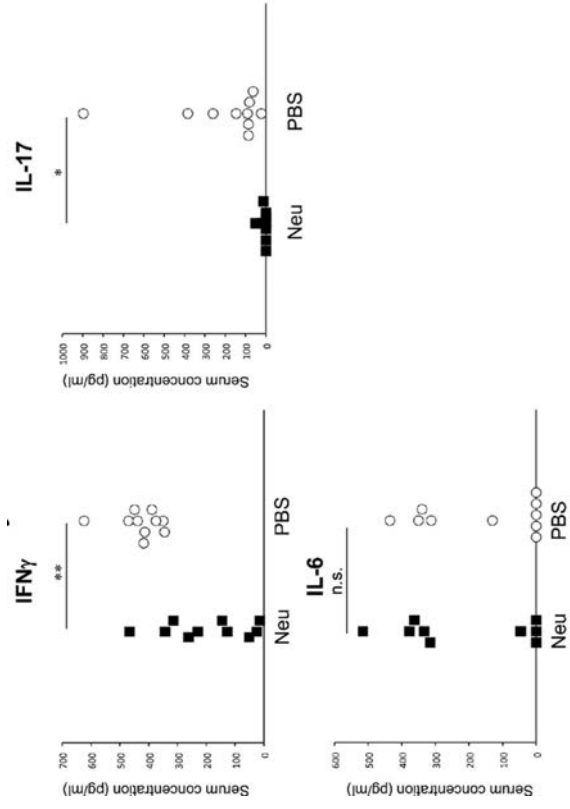 IFNγ
**
700
600
500
400
300
200
100
0
Serum concentration (pg/ml)
Neu
PBS
IL-17
*
1000
900
800
700
600
500
400
300
200
100
0
Serum concentration (pg/ml)
Neu
PBS
IL-6
n.s.
600
500
400
300
200
100
0
Serum concentration (pg/ml)
Neu
PBS